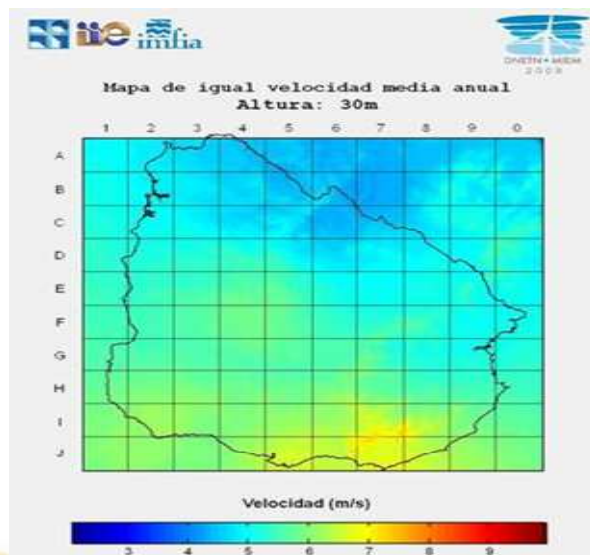 iie imfia
DNETN • MIEM
2009
Mapa de igual velocidad media anual
Altura: 30m
1 2 3 4 5 6 7 8 9 0
A
B
C
D
E
F
G
H
I
J
Velocidad (m/s)
3 4 5 6 7 8 9